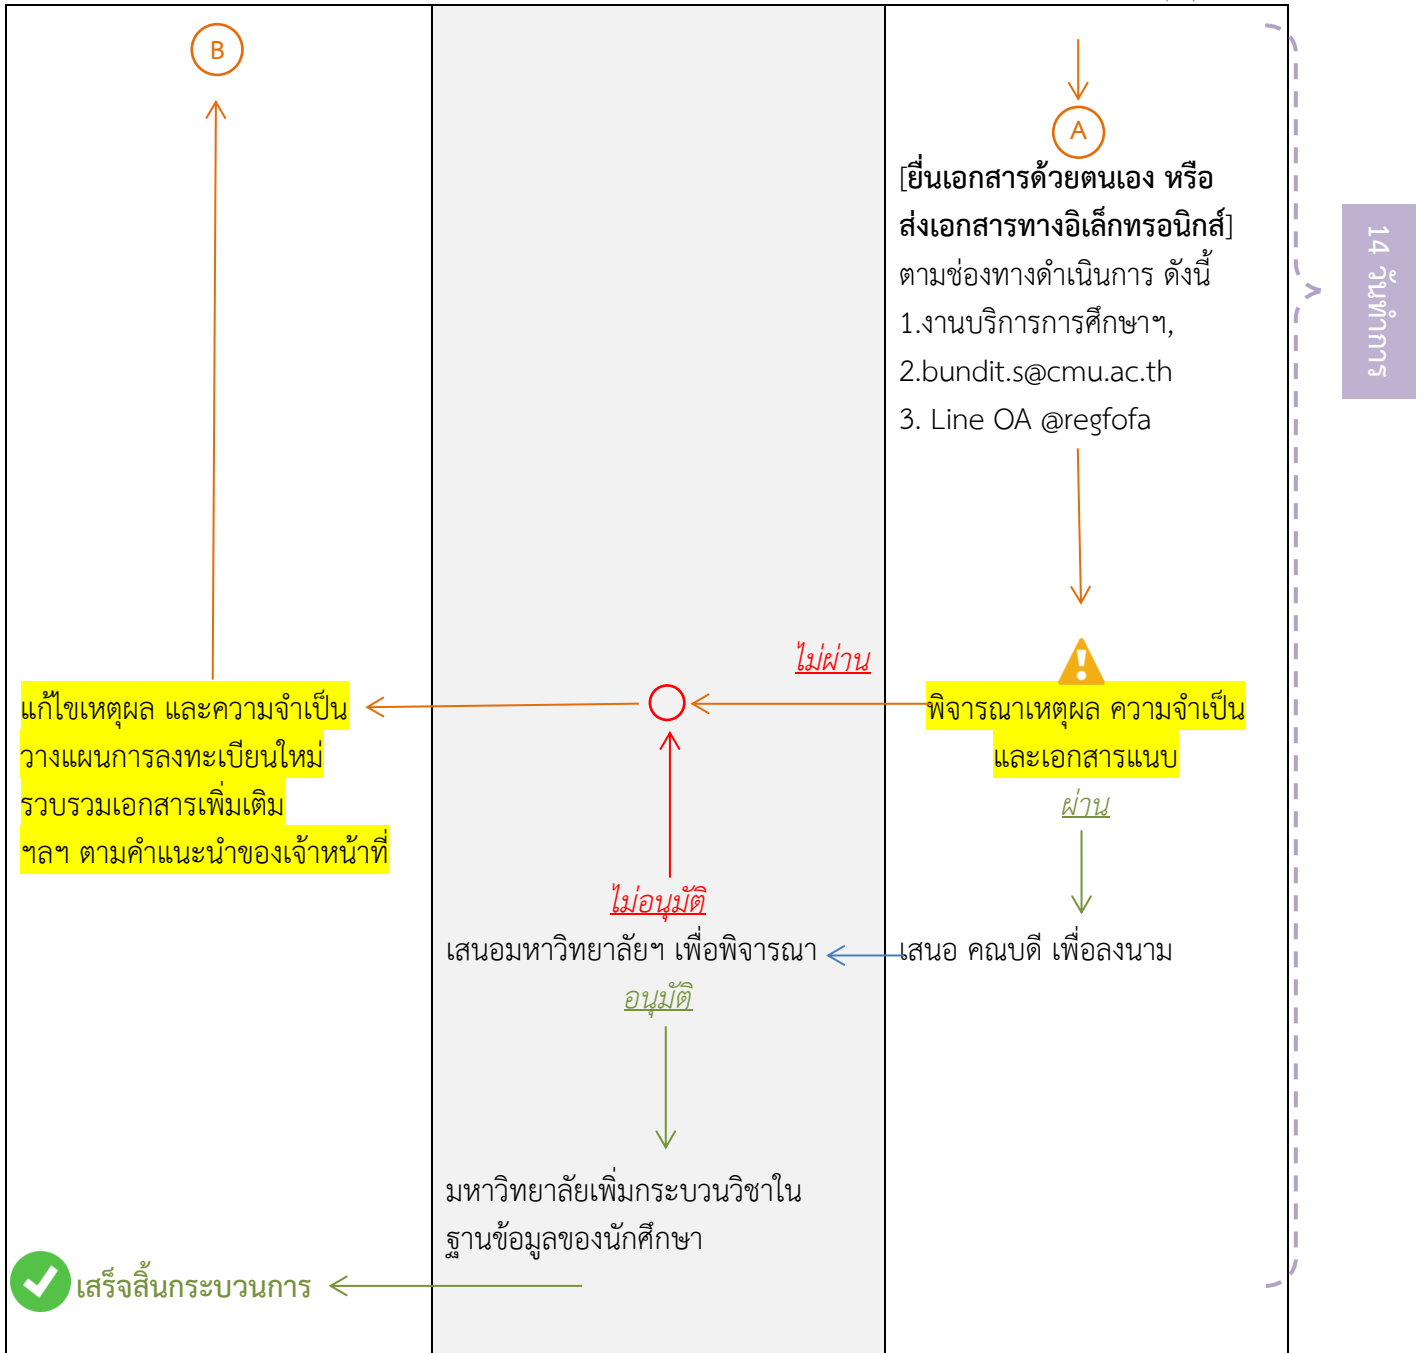 B
A
[ยื่นเอกสารด้วยตนเอง หรือ
ส่งเอกสารทางอิเล็กทรอนิกส์]
ตามช่องทางดำเนินการ ดังนี้
1.งานบริการการศึกษาฯ,
2.bundit.s@cmu.ac.th
3. Line OA @regfofa
14 วันทำการ
ไม่ผ่าน
แก้ไขเหตุผล และความจำเป็น
วางแผนการลงทะเบียนใหม่
รวบรวมเอกสารเพิ่มเติม
ฯลฯ ตามคำแนะนำของเจ้าหน้าที่
พิจารณาเหตุผล ความจำเป็น
และเอกสารแนบ
ผ่าน
ไม่อนุมัติ
เสนอมหาวิทยาลัยฯ เพื่อพิจารณา
เสนอ คณบดี เพื่อลงนาม
อนุมัติ
มหาวิทยาลัยเพิ่มกระบวนวิชาใน
ฐานข้อมูลของนักศึกษา
เสร็จสิ้นกระบวนการ